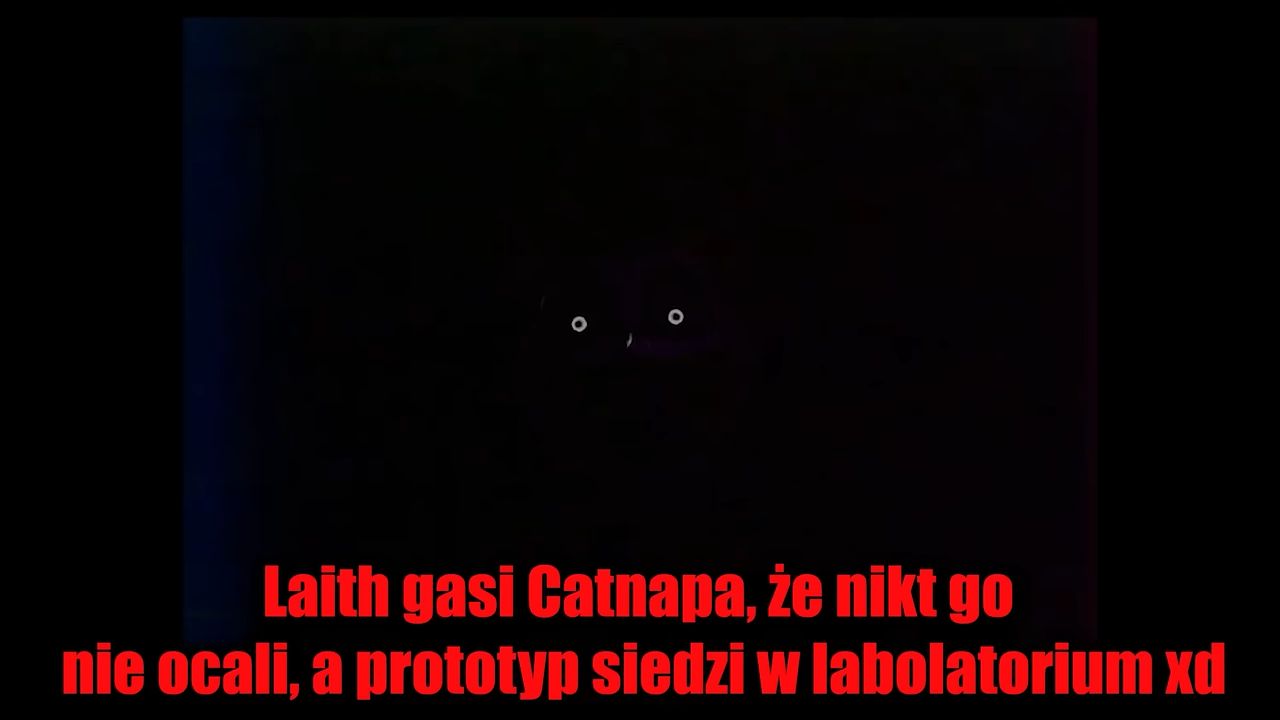 Laith gasi Catnapa, że nikt go
nie ocali, a prototyp siedzi w labolatorium xd